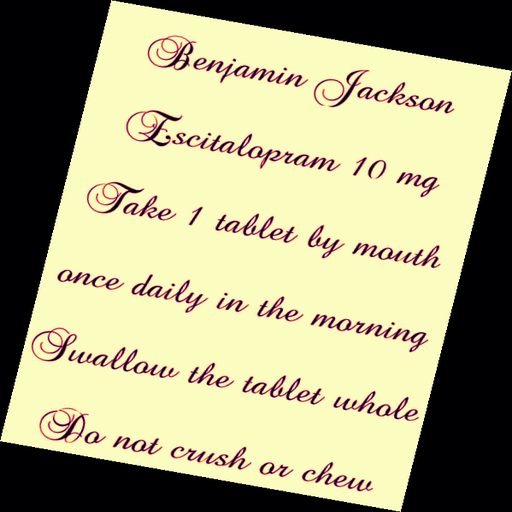 Benjamin Jackson
Escitalopram 10 mg
Take 1 tablet by mouth
once daily in the morning
Swallow the tablet whole
Do not crush or chew